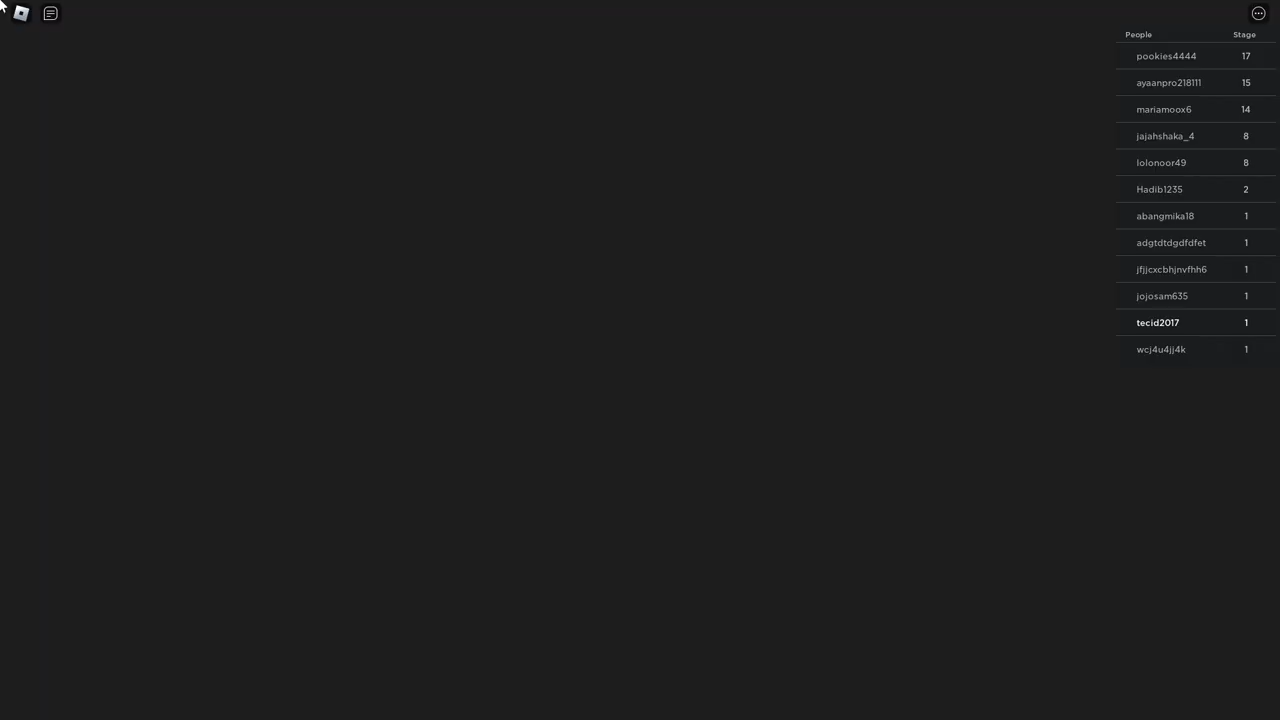 People Stage
pookies4444 17
ayaanpro218111 15
mariamoox6 14
jajahshaka_4 8
lolonoor49 8
Hadib1235 2
abangmika18 1
adgtdtdgdfdfet 1
jfjjcxcbhjnvfhh6 1
jojosam635 1
tecid2017 1
wcj4u4jj4k 1